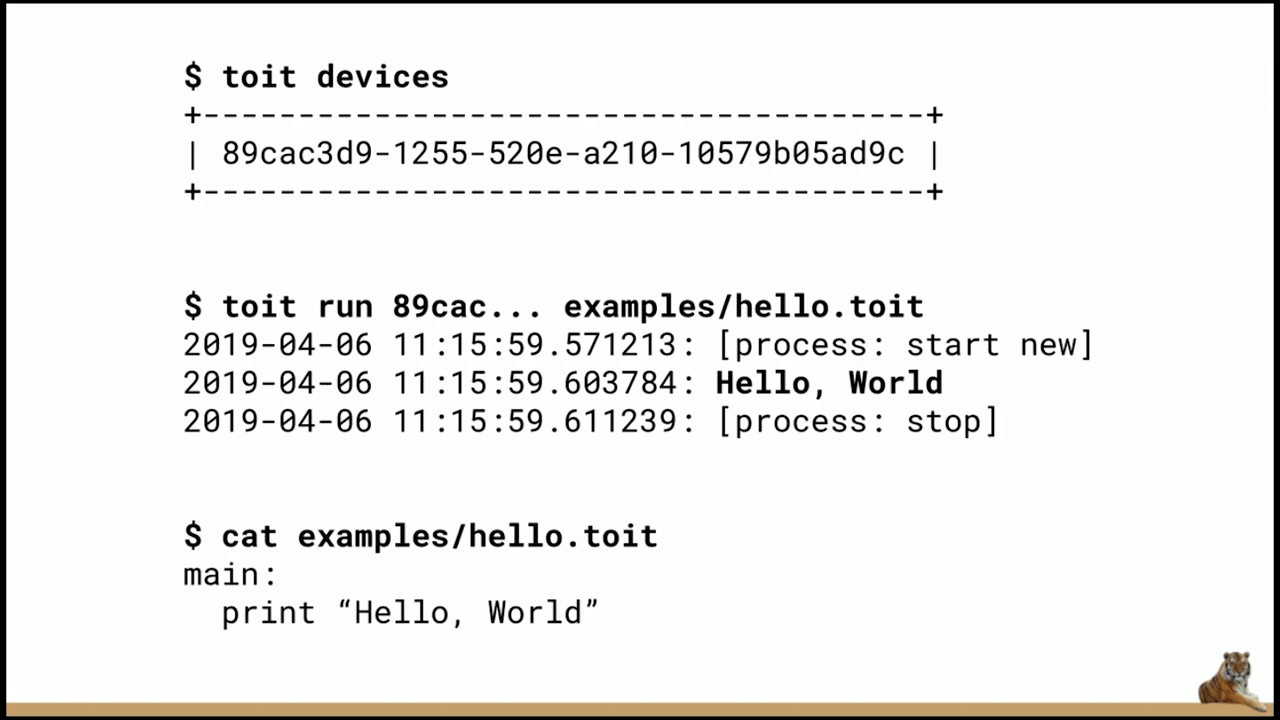 $ toit devices
+--------------------------------------+
| 89cac3d9-1255-520e-a210-10579b05ad9c |
+--------------------------------------+
$ toit run 89cac... examples/hello.toit
2019-04-06 11:15:59.571213: [process: start new]
2019-04-06 11:15:59.603784: Hello, World
2019-04-06 11:15:59.611239: [process: stop]
$ cat examples/hello.toit
main:
  print “Hello, World”